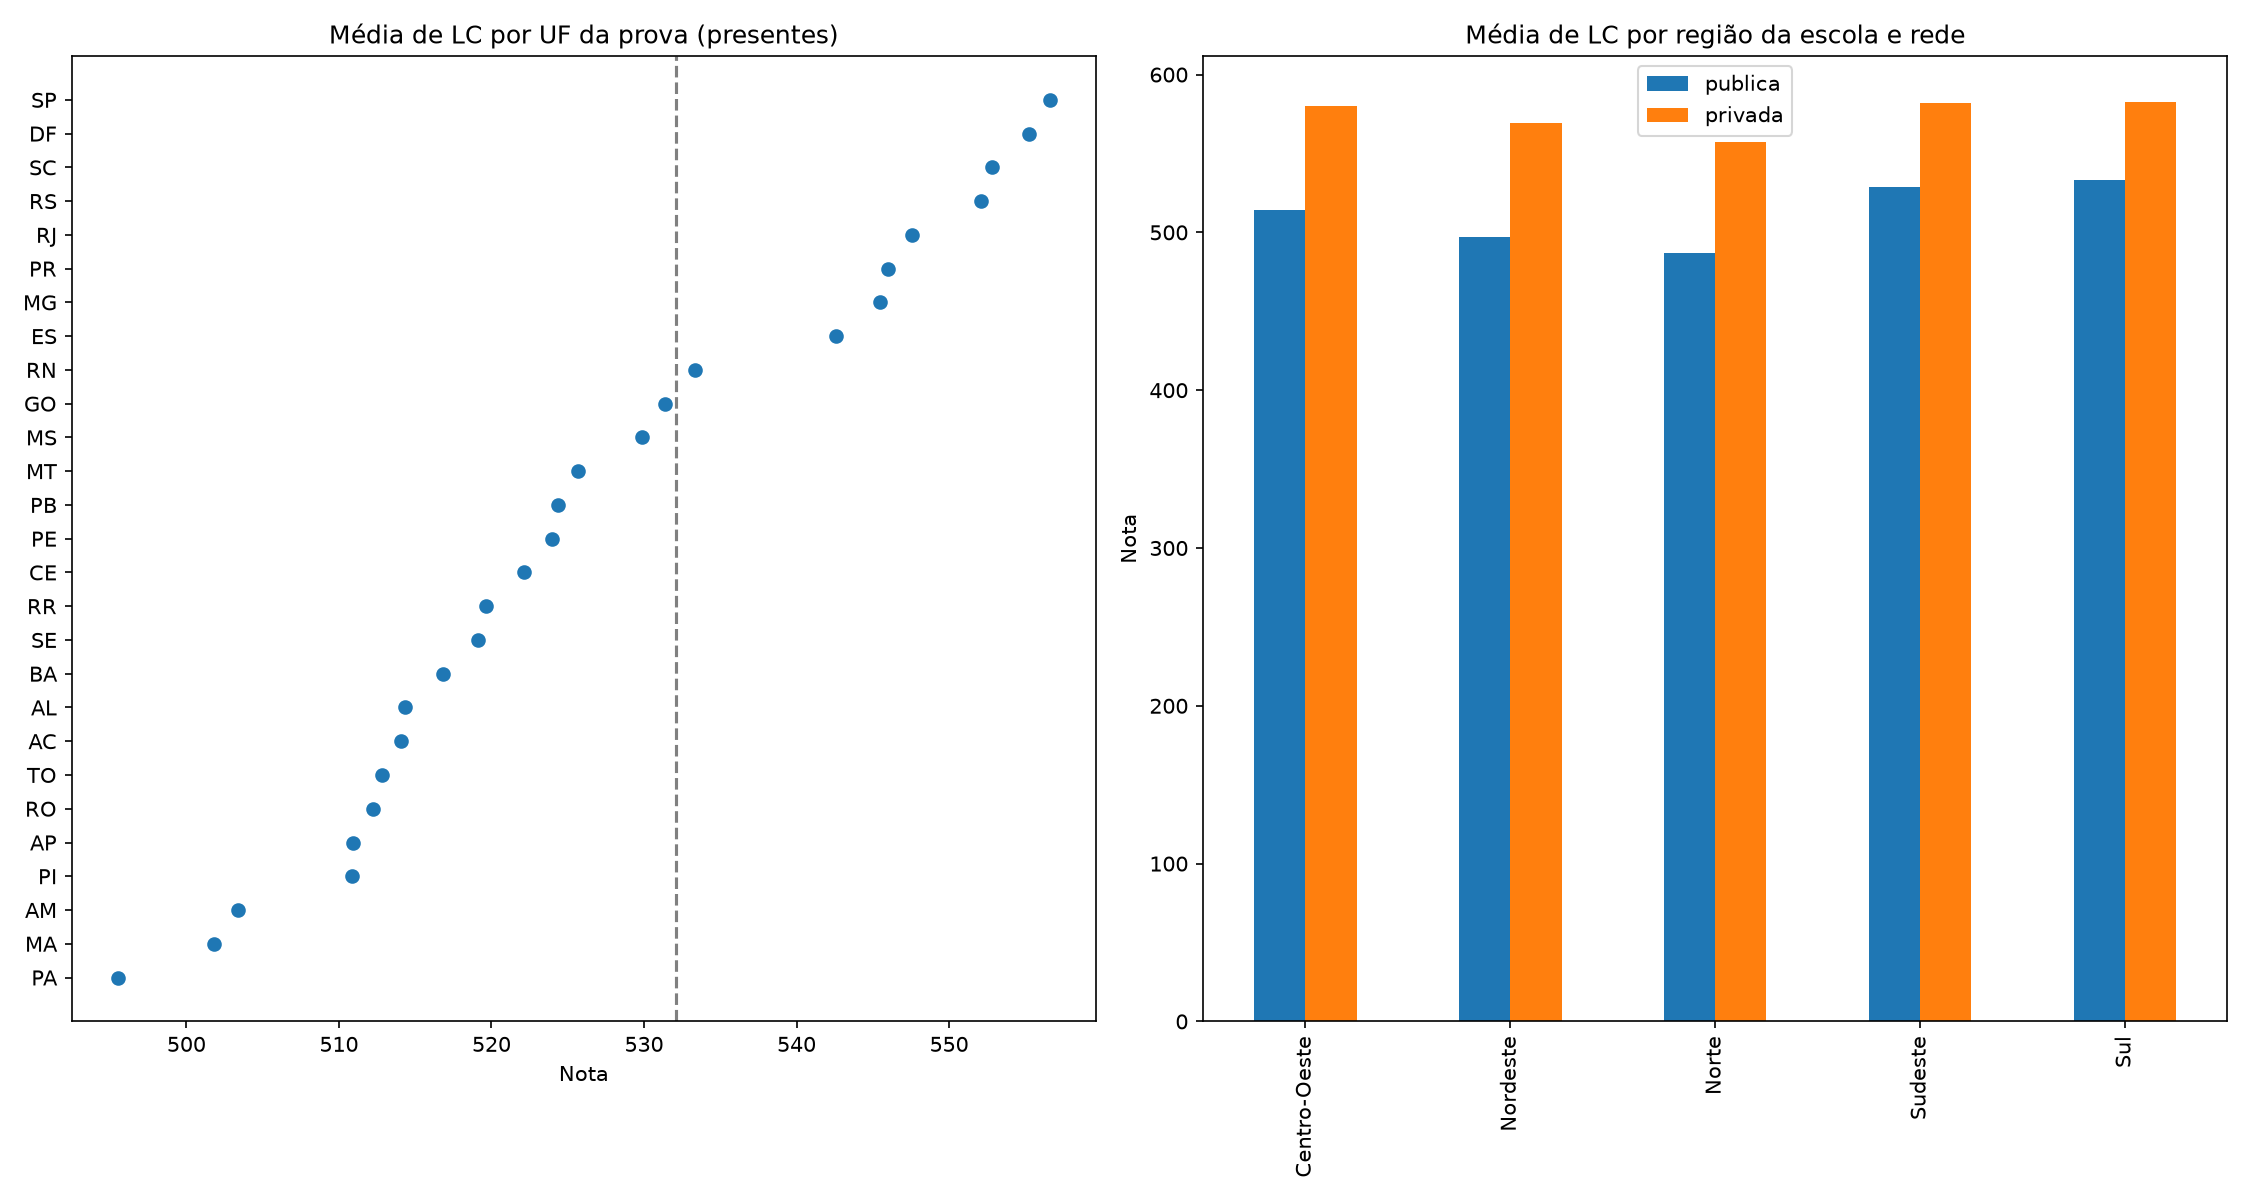 Média de LC por UF da prova (presentes)
SP
DF
SC
RS
RJ
PR
MG
ES
RN
GO
MS
MT
PB
PE
CE
RR
SE
BA
AL
AC
TO
RO
AP
PI
AM
MA
PA
500 510 520 530 540 550
Nota
Média de LC por região da escola e rede
publica
privada
600
500
400
300
200
100
0
Nota
Centro-Oeste
Nordeste
Norte
Sudeste
Sul